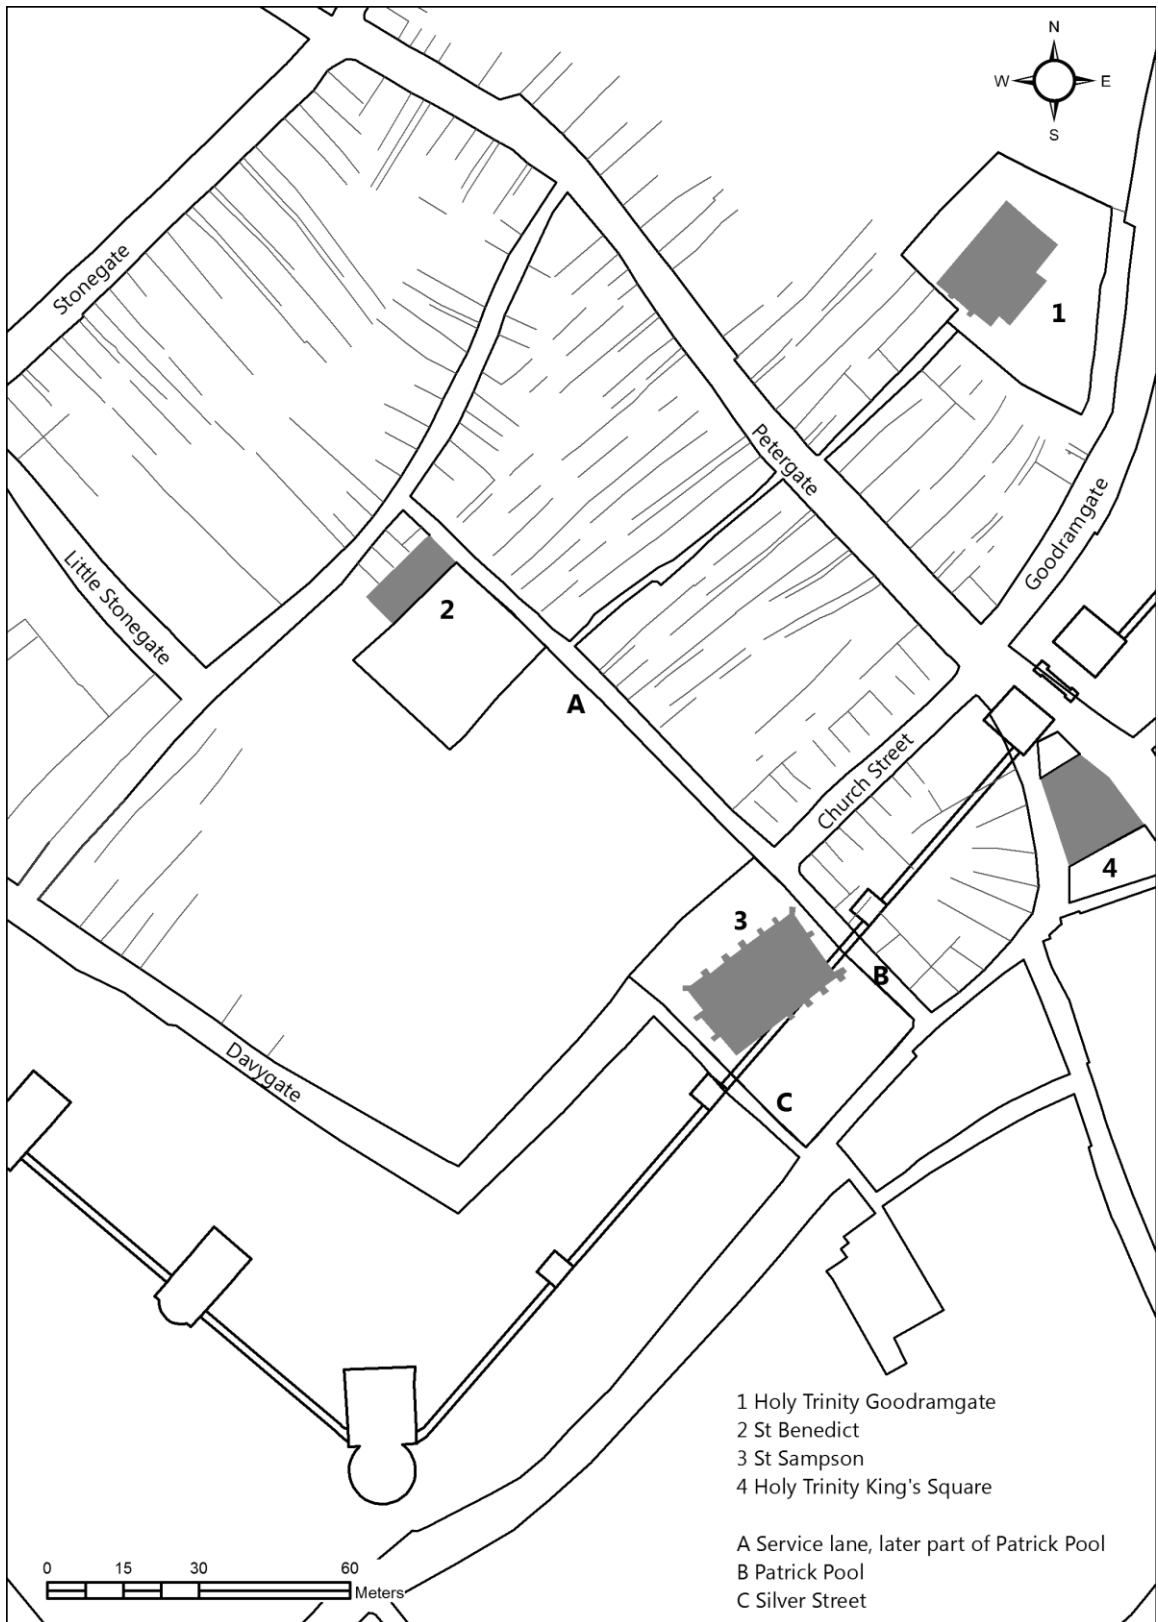 N
W E
S
Stonegate
1
Petergate
Goodramgate
Little Stonegate
2
A
Church Street
4
3
B
Davygate
C
1 Holy Trinity Goodramgate
2 St Benedict
3 St Sampson
4 Holy Trinity King's Square
A Service lane, later part of Patrick Pool
B Patrick Pool
C Silver Street
0 15 30 60
Meters